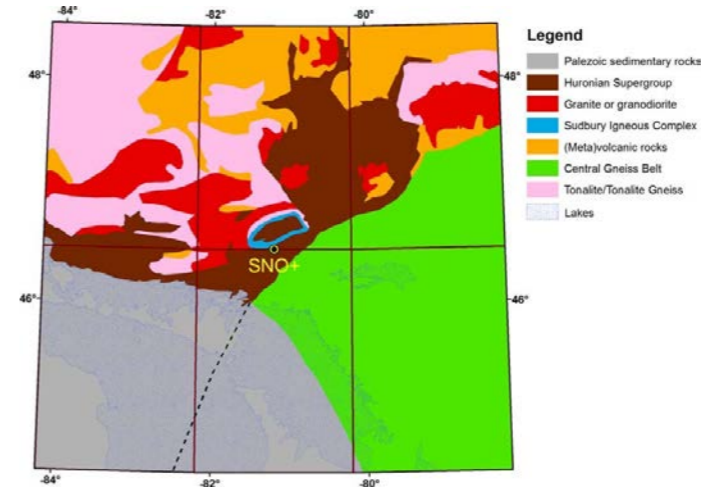 -84°
-82°
-80°
48°
48°
46°
46°
SNO+
-84°
-82°
-80°
Legend
Palezoic sedimentary rocks
Huronian Supergroup
Granite or granodiorite
Sudbury Igneous Complex
(Meta)volcanic rocks
Central Gneiss Belt
Tonalite/Tonalite Gneiss
Lakes